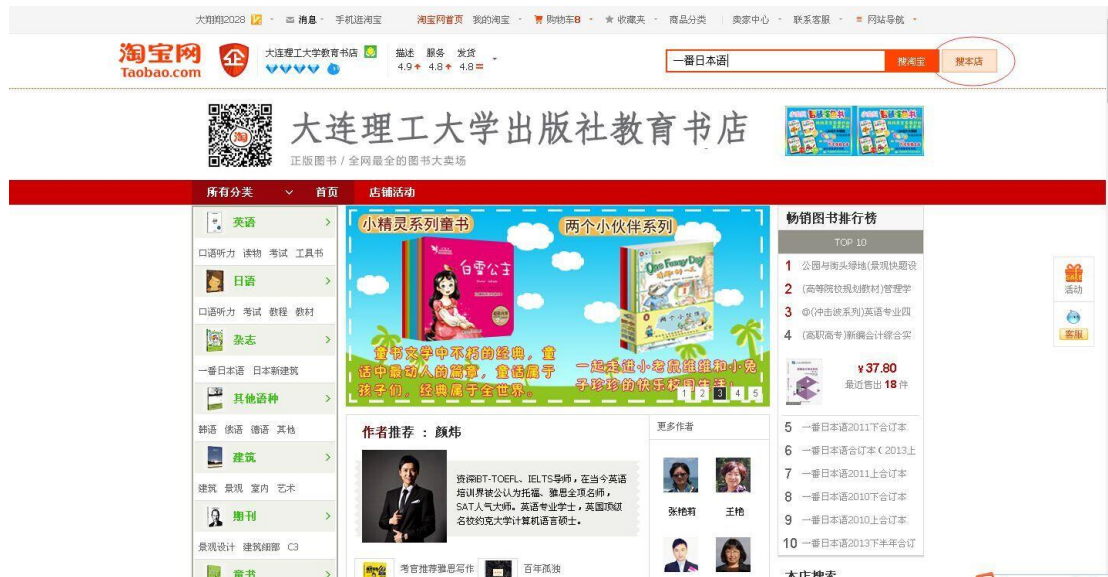 大翔翔2028 消息 手机逛淘宝 淘宝网首页 我的淘宝 购物车8 收藏夹 商品分类 卖家中心 联系客服 网站导航
淘宝网
Taobao.com
企
大连理工大学教育书店
描述 服务 发货
4.9 4.8 4.8
一番日本语
搜淘宝
搜本店
淘
大连理工大学出版社教育书店
正版图书 / 全网最全的图书大卖场
所有分类 首页 店铺活动
英语
口语听力 读物 考试 工具书
日语
口语听力 考试 教程 教材
杂志
一番日本语 日本新建筑
其他语种
韩语 俄语 德语 其他
建筑
建筑 景观 室内 艺术
期刊
景观设计 建筑细部 C3
童书
小精灵系列童书
两个小伙伴系列
白雪公主
One Funny Day
童书文学中不朽的经典，童
话中最动人的篇章，童话属于
孩子们，经典属于全世界。
一起走进小老鼠维维和小兔
子珍珍的快乐校园生活！
1 2 3 4 5
作者推荐 : 颜炜
资深IBT-TOEFL、IELTS导师，在当今英语
培训界被公认为托福、雅思全项名师，
SAT人气大师。英语专业学士，英国顶级
名校约克大学计算机语言硕士。
考官推荐雅思写作
百年孤独
更多作者
张艳莉 王艳
畅销图书排行榜
TOP 10
1 公园与街头绿地(景观快题设
2 (高等院校规划教材)管理学
3 @(冲击波系列)英语专业四
4 (高职高专)新编会计综合实
¥37.80
最近售出 18 件
5 一番日本语2011下合订本
6 一番日本语合订本(2013上
7 一番日本语2011上合订本
8 一番日本语2010下合订本
9 一番日本语2010上合订本
10 一番日本语2013下半年合订
本店搜索
SALE
活动
客服